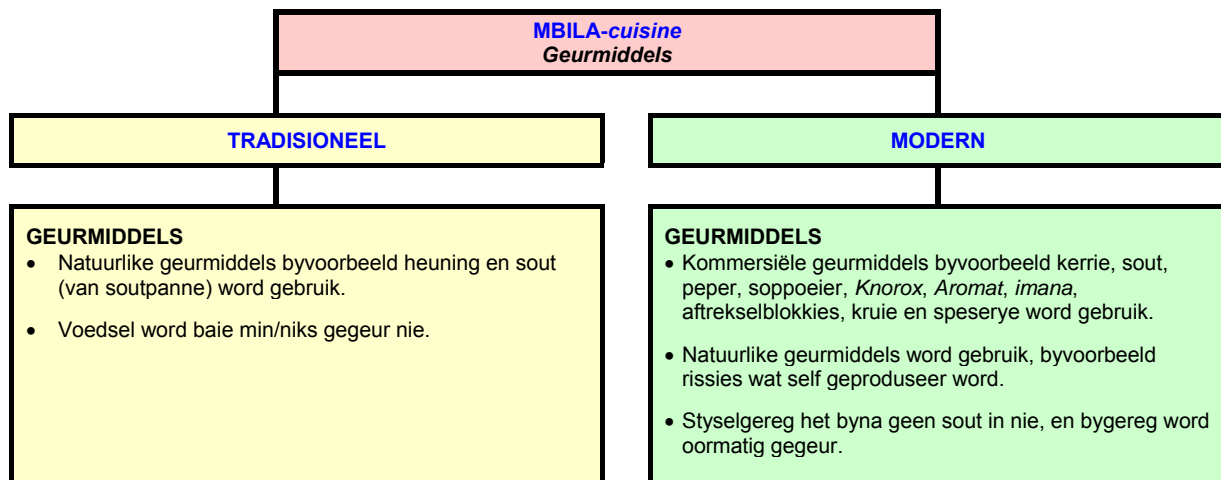 MBILA-cuisine
Geurmiddels
TRADISIONEEL
GEURMIDDELS
• Natuurlike geurmiddels byvoorbeeld heuning en sout
(van soutpanne) word gebruik.
• Voedsel word baie min/niks gegeur nie.
MODERN
GEURMIDDELS
• Kommersiële geurmiddels byvoorbeeld kerrie, sout,
peper, soppoeier, Knorox, Aromat, imana,
aftrekselblokkies, kruie en speserye word gebruik.
• Natuurlike geurmiddels word gebruik, byvoorbeeld
rissies wat self geproduseer word.
• Styselgereg het byna geen sout in nie, en bygereg word
oormatig gegeur.